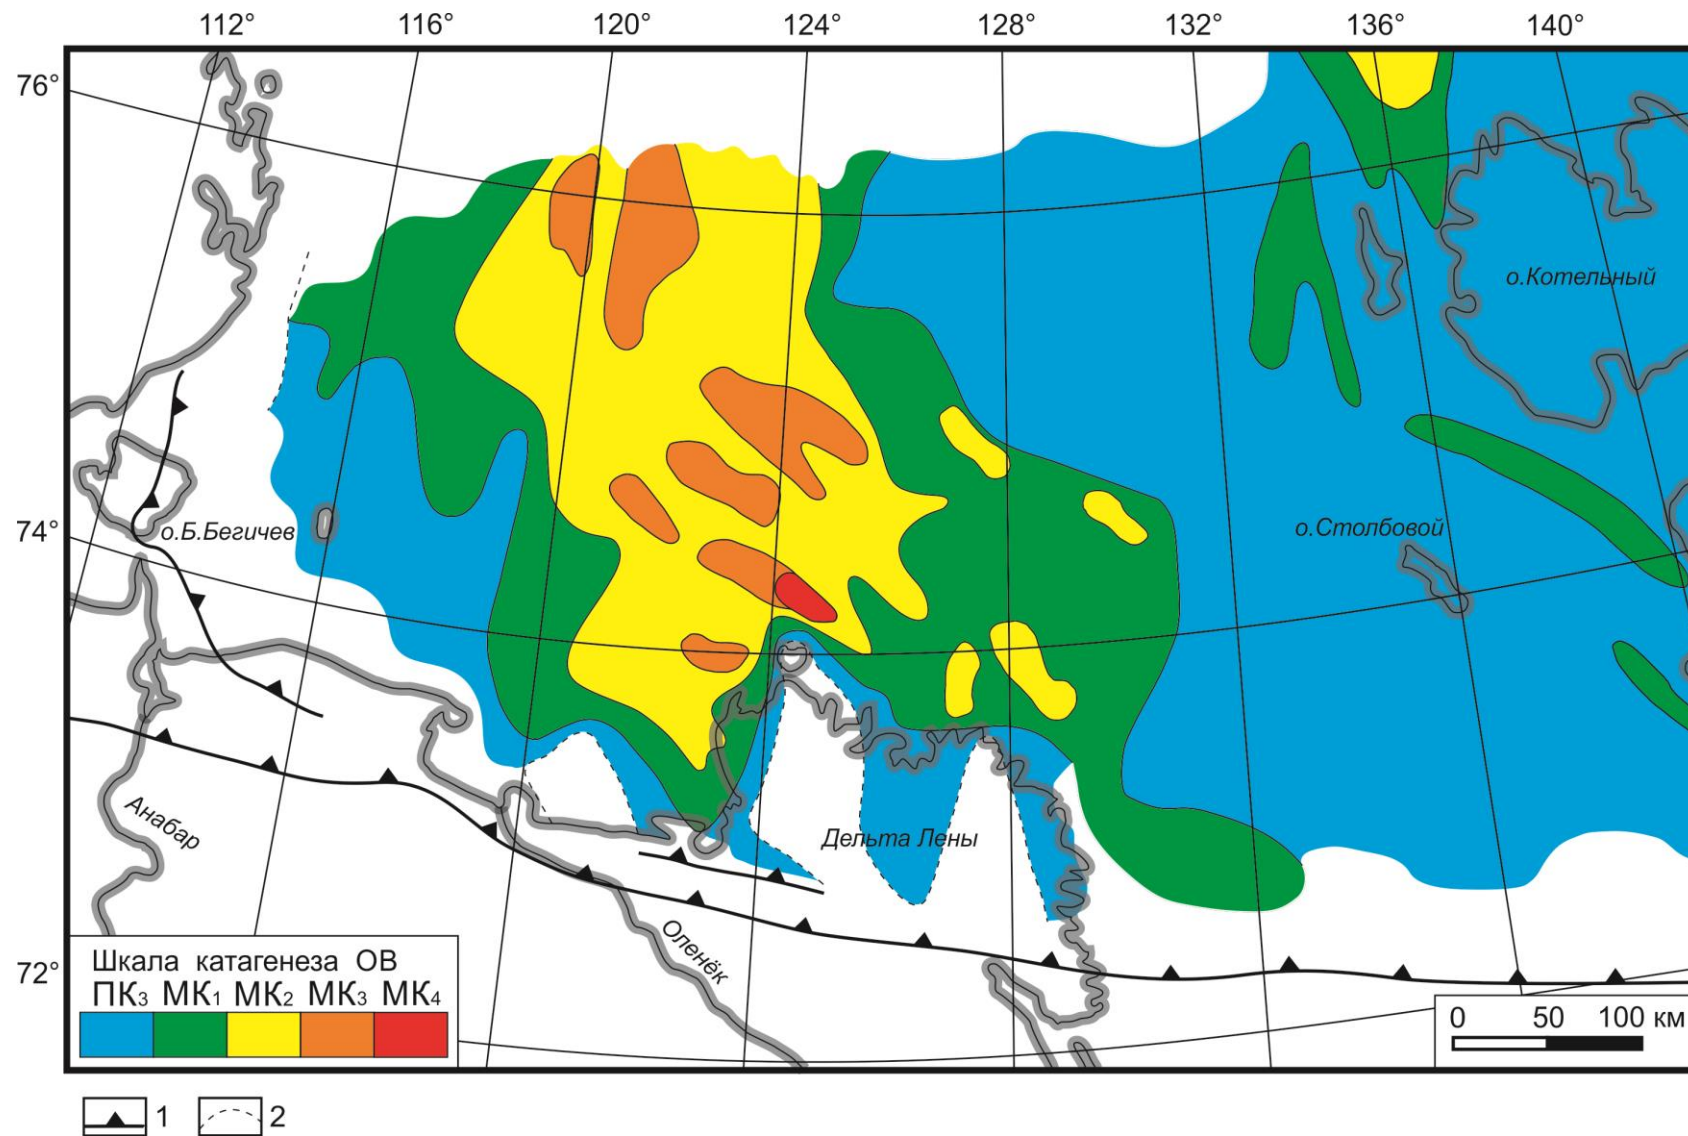 112° 116° 120° 124° 128° 132° 136° 140°
76°
о.Котельный
74°
о.Б.Бегичев
о.Столбовой
Анабар
Дельта Лены
Оленёк
72°
Шкала катагенеза ОВ
ПК₃ МК₁ МК₂ МК₃ МК₄
0 50 100 км
1 2